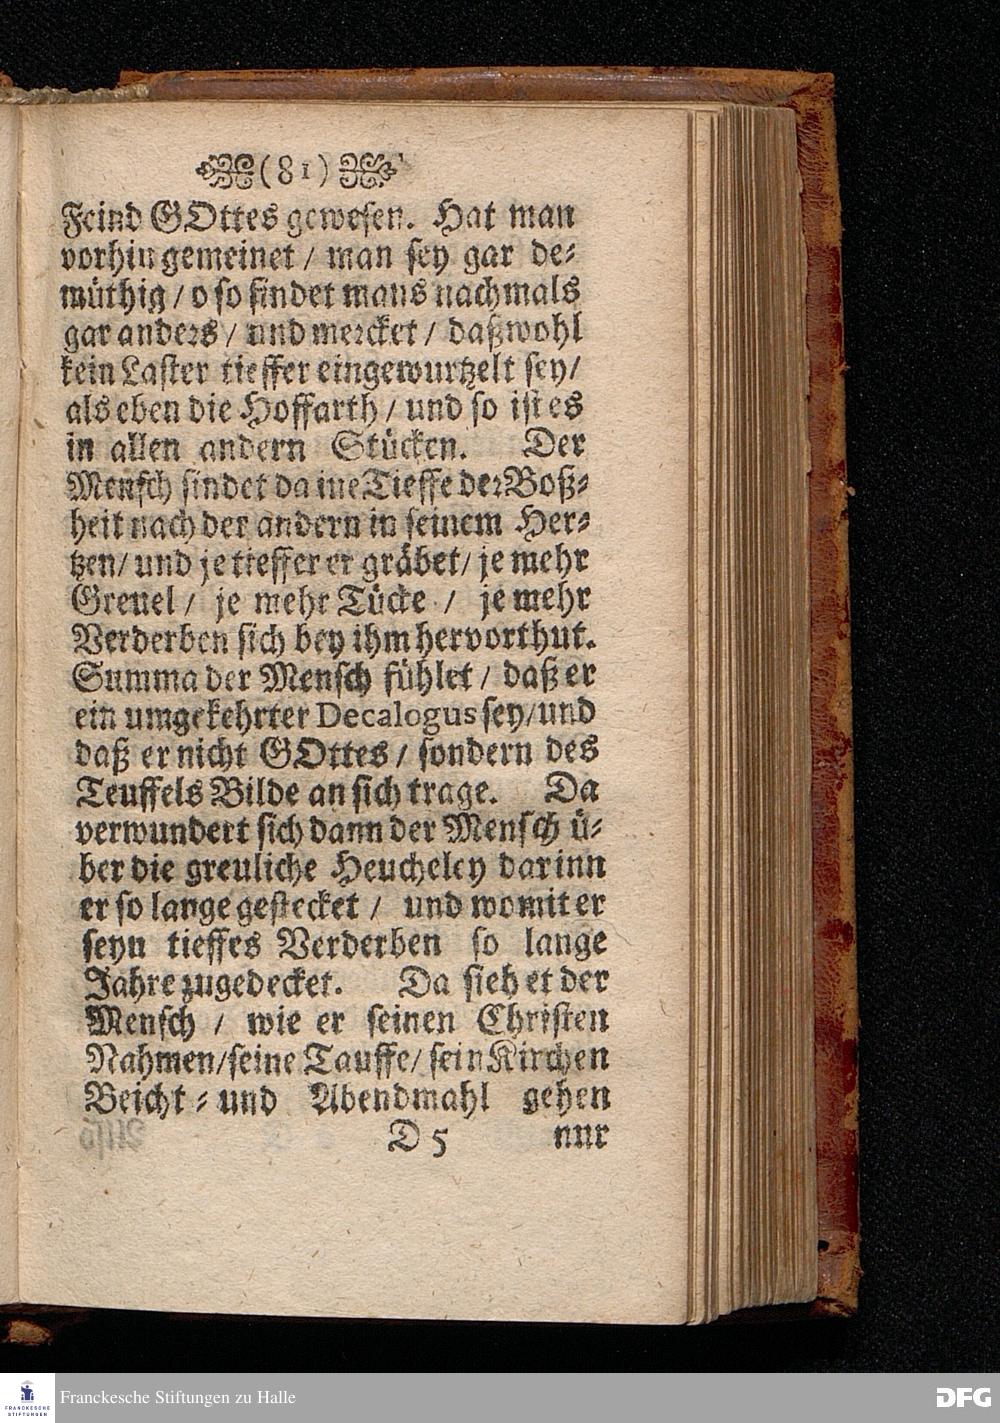 (81)
Feind GOttes gewesen. Hat man
vorhin gemeinet / man sey gar de-
müthig / o so findet mans nachmals
gar anders / und mercket / daß wohl
kein Laster tieffer eingewurtzelt sey /
als eben die Hoffarth / und so ist es
in allen andern Stücken. Der
Mensch findet da ine Tieffe der Boß-
heit nach der andern in seinem Her-
tzen / und je tieffer er gräbet / je mehr
Greuel / je mehr Tücke / je mehr
Verderben sich bey ihm hervorthut.
Summa der Mensch fühlet / daß er
ein umgekehrter Decalogus sey / und
daß er nicht GOttes / sondern des
Teuffels Bilde an sich trage. Da
verwundert sich dann der Mensch ü-
ber die greuliche Heucheley darinn
er so lange gestecket / und womit er
seyn tieffes Verderben so lange
Jahre zugedecket. Da siehet der
Mensch / wie er seinen Christen
Nahmen / seine Tauffe / sein Kirchen
Beicht- und Abendmahl gehen
D 5 nur
FRANCKESCHE STIFTUNGEN
Franckesche Stiftungen zu Halle
DFG